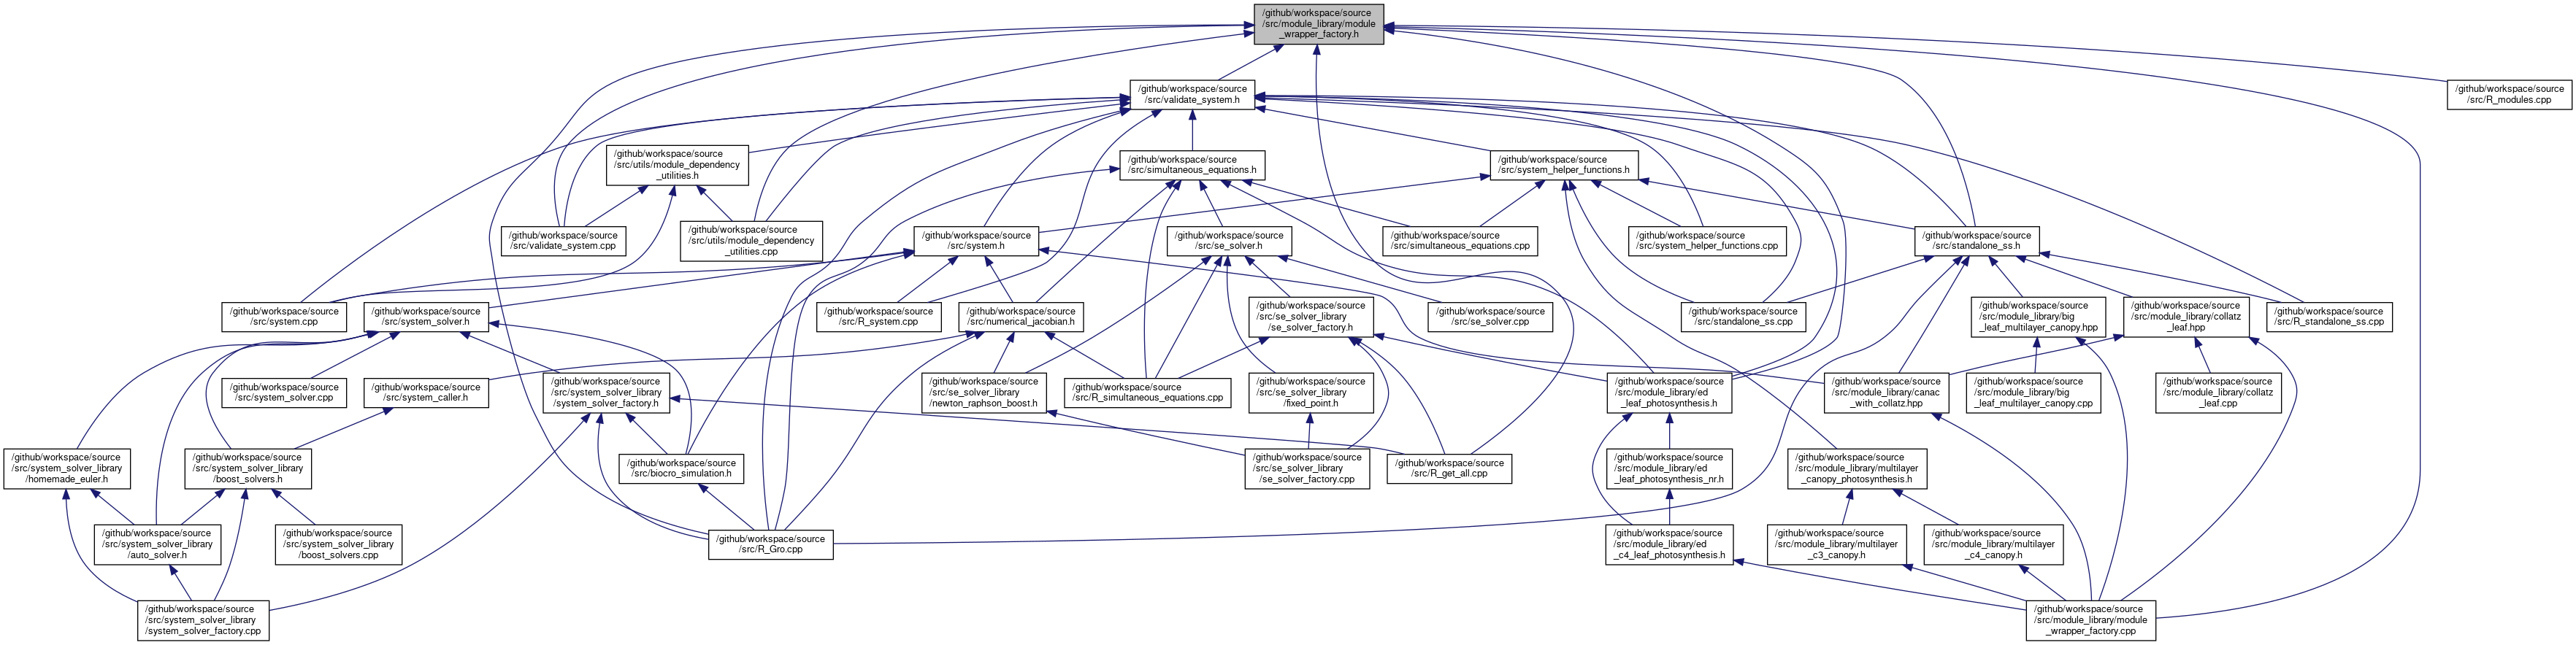 /github/workspace/source
/src/module_library/module
_wrapper_factory.h
/github/workspace/source
/src/validate_system.h
/github/workspace/source
/src/R_modules.cpp
/github/workspace/source
/src/utils/module_dependency
_utilities.h
/github/workspace/source
/src/simultaneous_equations.h
/github/workspace/source
/src/system_helper_functions.h
/github/workspace/source
/src/validate_system.cpp
/github/workspace/source
/src/utils/module_dependency
_utilities.cpp
/github/workspace/source
/src/system.h
/github/workspace/source
/src/se_solver.h
/github/workspace/source
/src/simultaneous_equations.cpp
/github/workspace/source
/src/system_helper_functions.cpp
/github/workspace/source
/src/standalone_ss.h
/github/workspace/source
/src/system.cpp
/github/workspace/source
/src/system_solver.h
/github/workspace/source
/src/R_system.cpp
/github/workspace/source
/src/numerical_jacobian.h
/github/workspace/source
/src/se_solver_library
/se_solver_factory.h
/github/workspace/source
/src/se_solver.cpp
/github/workspace/source
/src/standalone_ss.cpp
/github/workspace/source
/src/module_library/big
_leaf_multilayer_canopy.hpp
/github/workspace/source
/src/module_library/collatz
_leaf.hpp
/github/workspace/source
/src/R_standalone_ss.cpp
/github/workspace/source
/src/system_solver.cpp
/github/workspace/source
/src/system_caller.h
/github/workspace/source
/src/system_solver_library
/system_solver_factory.h
/github/workspace/source
/src/se_solver_library
/newton_raphson_boost.h
/github/workspace/source
/src/R_simultaneous_equations.cpp
/github/workspace/source
/src/se_solver_library
/fixed_point.h
/github/workspace/source
/src/module_library/ed
_leaf_photosynthesis.h
/github/workspace/source
/src/module_library/canac
_with_collatz.hpp
/github/workspace/source
/src/module_library/big
_leaf_multilayer_canopy.cpp
/github/workspace/source
/src/module_library/collatz
_leaf.cpp
/github/workspace/source
/src/system_solver_library
/homemade_euler.h
/github/workspace/source
/src/system_solver_library
/boost_solvers.h
/github/workspace/source
/src/biocro_simulation.h
/github/workspace/source
/src/se_solver_library
/se_solver_factory.cpp
/github/workspace/source
/src/R_get_all.cpp
/github/workspace/source
/src/module_library/ed
_leaf_photosynthesis_nr.h
/github/workspace/source
/src/module_library/multilayer
_canopy_photosynthesis.h
/github/workspace/source
/src/system_solver_library
/auto_solver.h
/github/workspace/source
/src/system_solver_library
/boost_solvers.cpp
/github/workspace/source
/src/R_Gro.cpp
/github/workspace/source
/src/module_library/ed
_c4_leaf_photosynthesis.h
/github/workspace/source
/src/module_library/multilayer
_c3_canopy.h
/github/workspace/source
/src/module_library/multilayer
_c4_canopy.h
/github/workspace/source
/src/system_solver_library
/system_solver_factory.cpp
/github/workspace/source
/src/module_library/module
_wrapper_factory.cpp